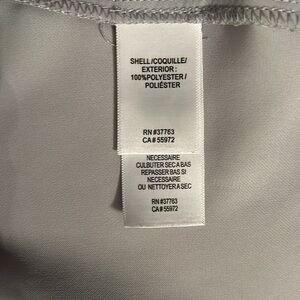 SHELL/COQUILLE/
EXTERIOR:
100%POLYESTER/
POLIÉSTER
RN#37763
CA#55972
NECESSAIRE
CULBUTER SEC A BAS
REPASSER BAS SI
NECESSAIRE
OU NETTOYER A SEC
RN #37763
CA# 55972